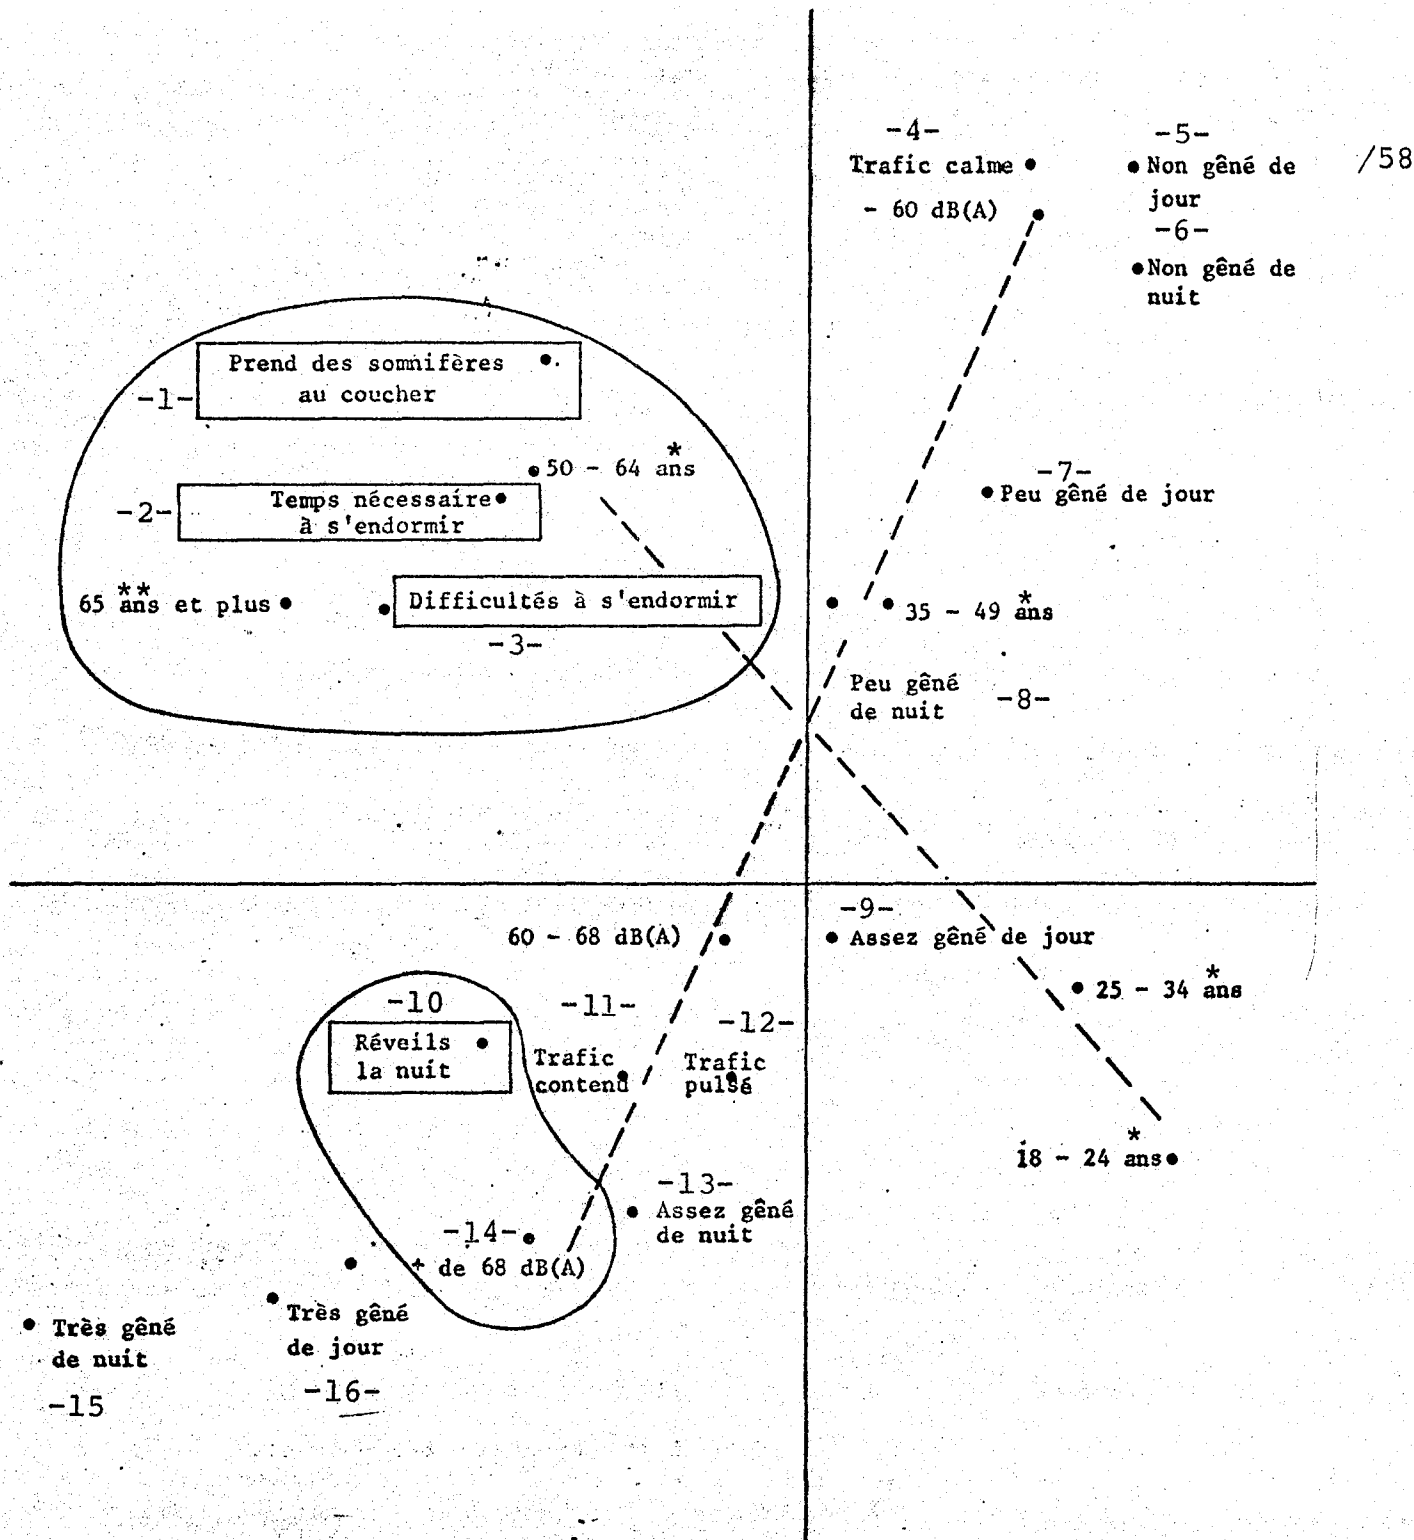 -4-
Trafic calme
- 60 dB(A)
-5-
Non gêné de
jour
/58
-6-
Non gêné de
nuit
Prend des somnifères
au coucher
-1-
50 - 64 ans
*
-2-
Temps nécessaire
à s'endormir
65 ans et plus
**
Difficultés à s'endormir
-3-
-7-
Peu gêné de jour
35 - 49 ans
*
Peu gêné
de nuit
-8-
-9-
60 - 68 dB(A)
Assez gêné de jour
*
25 - 34 ans
-10
Réveils
la nuit
-11-
Trafic
contenu
-12-
Trafic
pulsé
*
18 - 24 ans
-13-
Assez gêné
de nuit
-14-
+ de 68 dB(A)
Très gêné
de jour
-16-
Très gêné
de nuit
-15